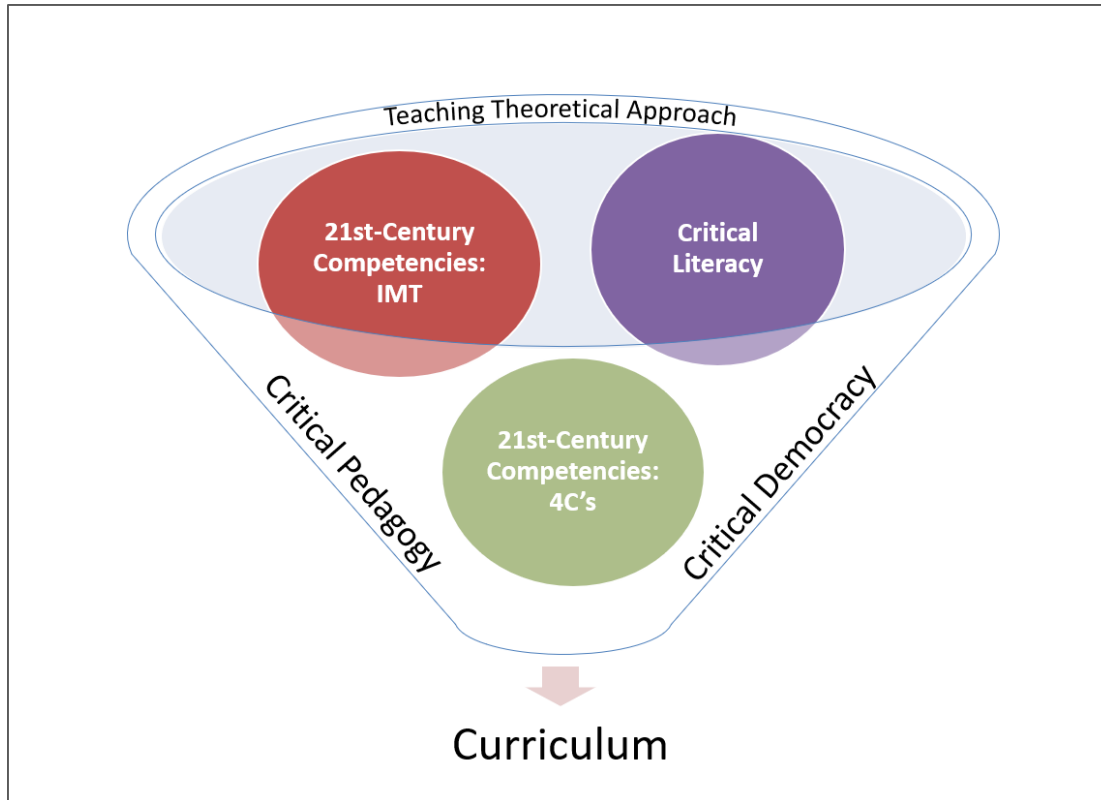 Teaching Theoretical Approach
21st-Century
Competencies:
IMT
Critical
Literacy
21st-Century
Competencies:
4C's
Critical Pedagogy
Critical Democracy
Curriculum